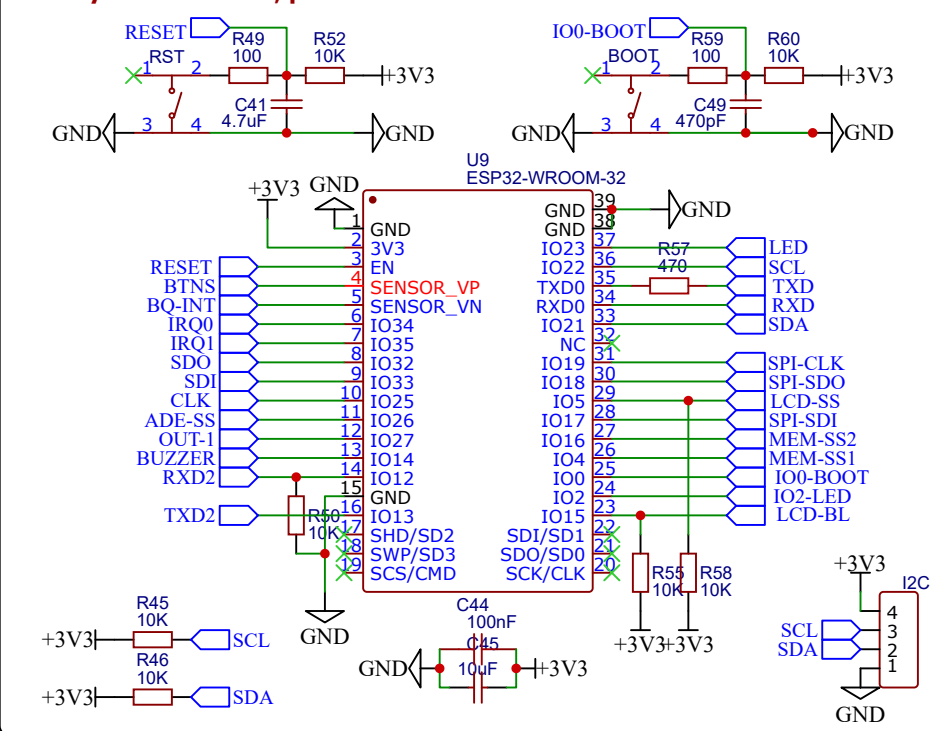 RESET
R49
100
R52
10K
RST
1
2
+3V3
C41
4.7uF
GND
3
4
GND
IO0-BOOT
R59
100
R60
10K
BOOT
1
2
+3V3
C49
470pF
GND
3
4
GND
U9
ESP32-WROOM-32
+3V3
GND
1
GND
2
3V3
RESET
3
EN
BTNS
4
SENSOR_VP
BQ-INT
5
SENSOR_VN
IRQ0
6
IO34
IRQ1
7
IO35
SDO
8
IO32
SDI
9
IO33
CLK
10
IO25
ADE-SS
11
IO26
OUT-1
12
IO27
BUZZER
13
IO14
RXD2
14
IO12
15
GND
TXD2
16
IO13
R50
10K
17
SHD/SD2
18
SWP/SD3
19
SCS/CMD
GND
GND
39
GND
GND
38
IO23
37
LED
IO22
36
SCL
R57
470
TXD0
35
TXD
RXD0
34
RXD
IO21
33
SDA
NC
32
IO19
31
SPI-CLK
IO18
30
SPI-SDO
IO5
29
LCD-SS
IO17
28
SPI-SDI
IO16
27
MEM-SS2
IO4
26
MEM-SS1
IO0
25
IO0-BOOT
IO2
24
IO2-LED
IO15
23
LCD-BL
SDI/SD1
22
SDO/SD0
21
SCK/CLK
20
R55
10K
R58
10K
+3V3
+3V3
R45
10K
+3V3
SCL
R46
10K
+3V3
SDA
C44
100nF
C45
10uF
GND
+3V3
+3V3
I2C
4
SCL
3
SDA
2
1
GND